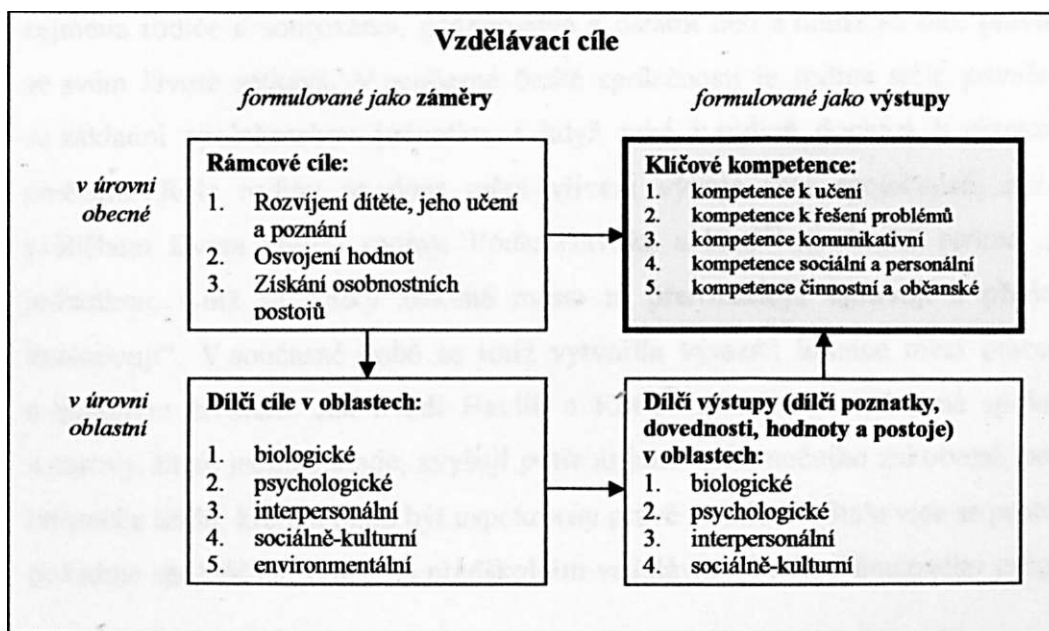 Vzdělávací cíle
formulované jako záměry
formulované jako výstupy
v úrovni
obecné
Rámcové cíle:
1. Rozvíjení dítěte, jeho učení
a poznání
2. Osvojení hodnot
3. Získání osobnostních
postojů
Klíčové kompetence:
1. kompetence k učení
2. kompetence k řešení problémů
3. kompetence komunikativní
4. kompetence sociální a personální
5. kompetence činnostní a občanské
v úrovni
oblastní
Dílčí cíle v oblastech:
1. biologické
2. psychologické
3. interpersonální
4. sociálně-kulturní
5. environmentální
Dílčí výstupy (dílčí poznatky,
dovednosti, hodnoty a postoje)
v oblastech:
1. biologické
2. psychologické
3. interpersonální
4. sociálně-kulturní